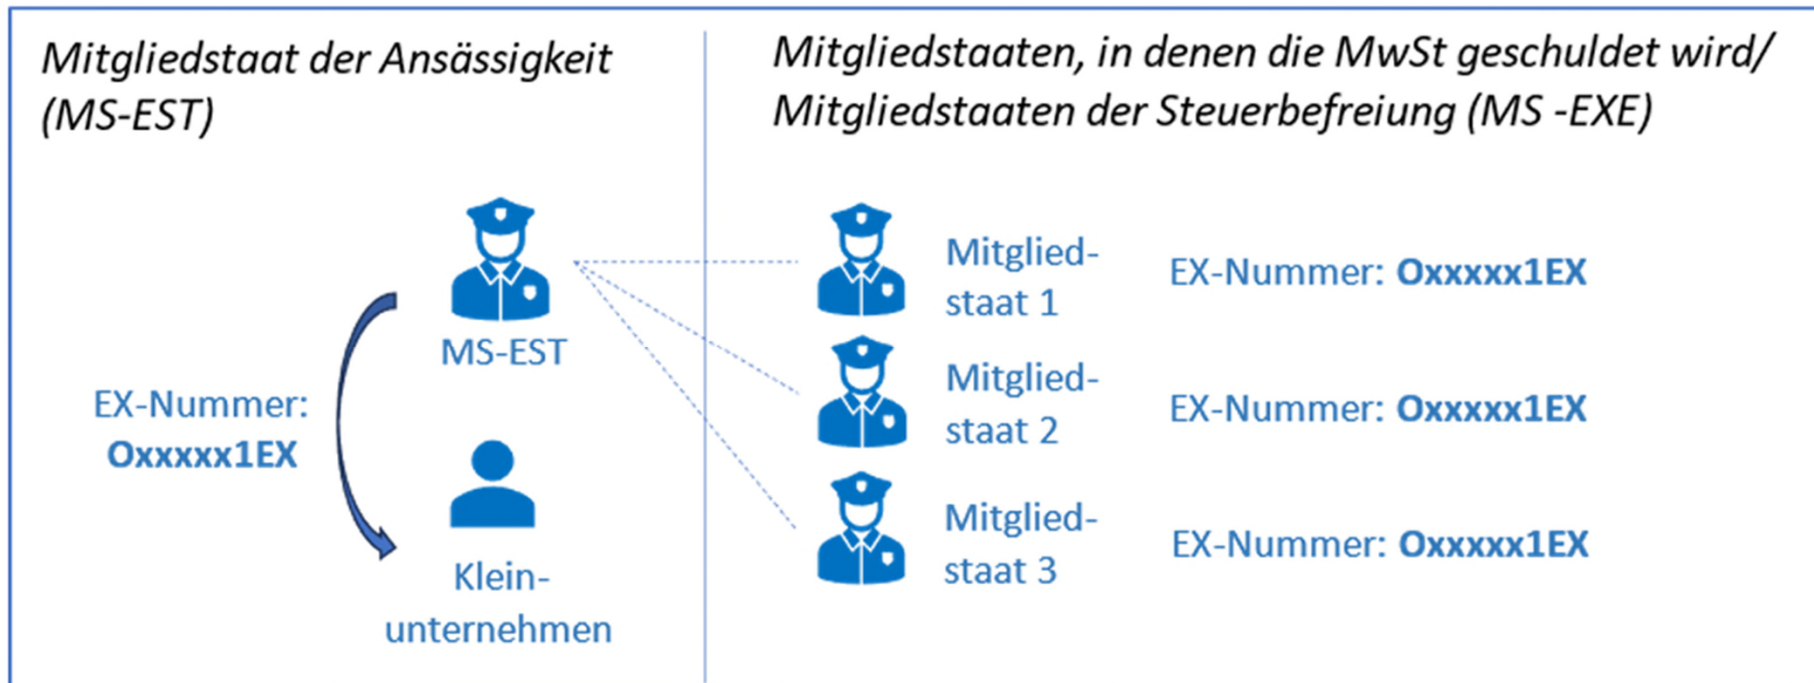 Mitgliedstaat der Ansässigkeit
(MS-EST)
Mitgliedstaaten, in denen die MwSt geschuldet wird/
Mitgliedstaaten der Steuerbefreiung (MS -EXE)
MS-EST
EX-Nummer:
Oxxxxx1EX
Klein-
unternehmen
Mitglied-
staat 1
EX-Nummer: Oxxxxx1EX
Mitglied-
staat 2
EX-Nummer: Oxxxxx1EX
Mitglied-
staat 3
EX-Nummer: Oxxxxx1EX